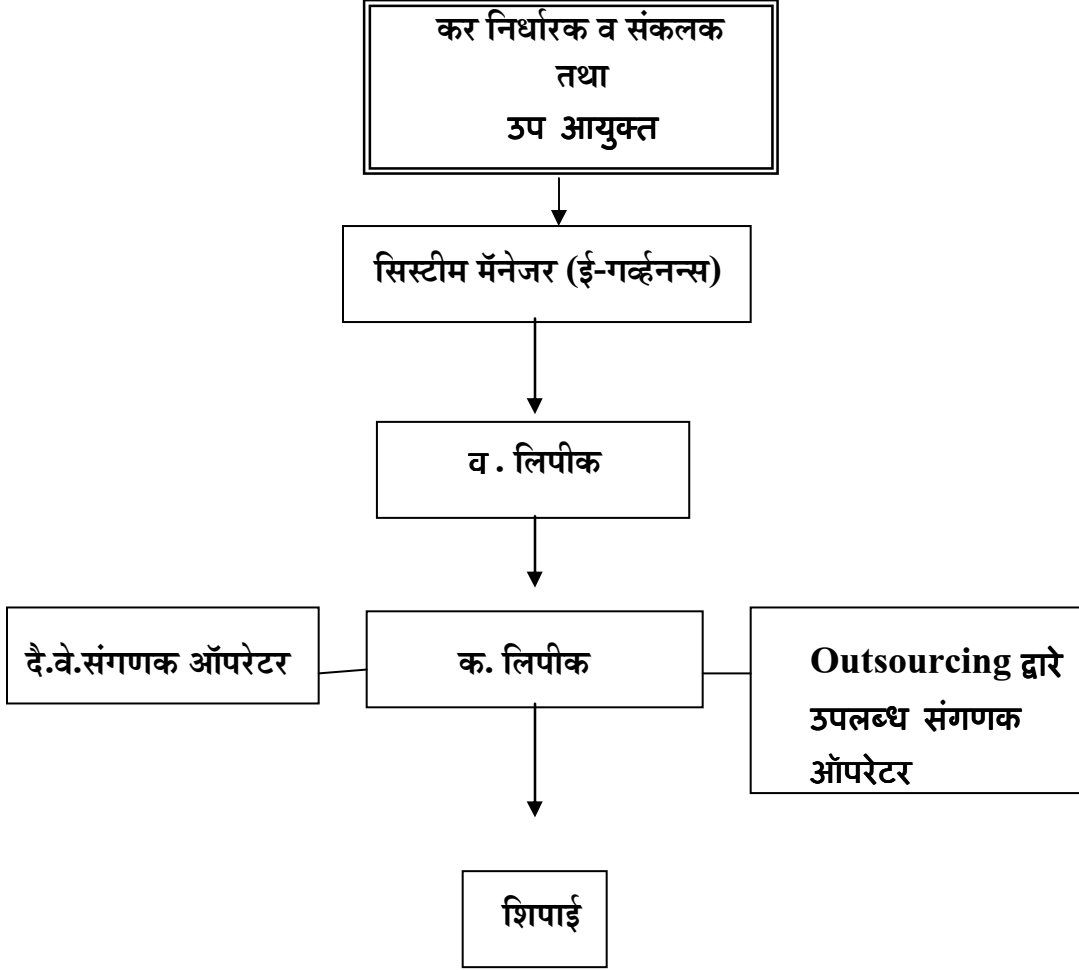 कर निर्धारक व संकलक
तथा
उप आयुक्त
सिस्टीम मॅनेजर (ई-गर्व्हनन्स)
व . लिपीक
दै.वे.संगणक ऑपरेटर
क. लिपीक
Outsourcing द्वारे
उपलब्ध संगणक
ऑपरेटर
शिपाई